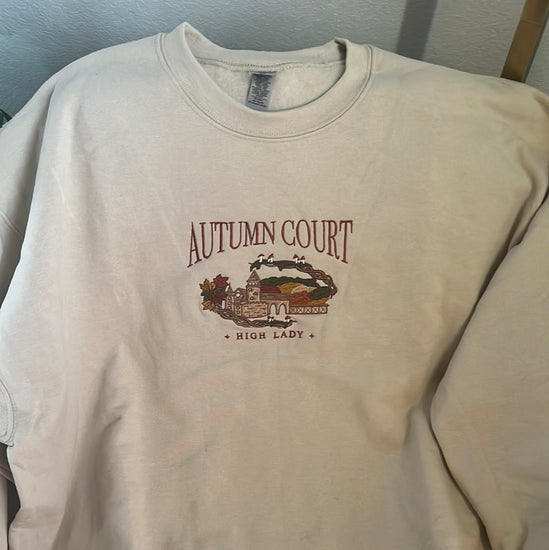 AUTUMN COURT
+ HIGH LADY +